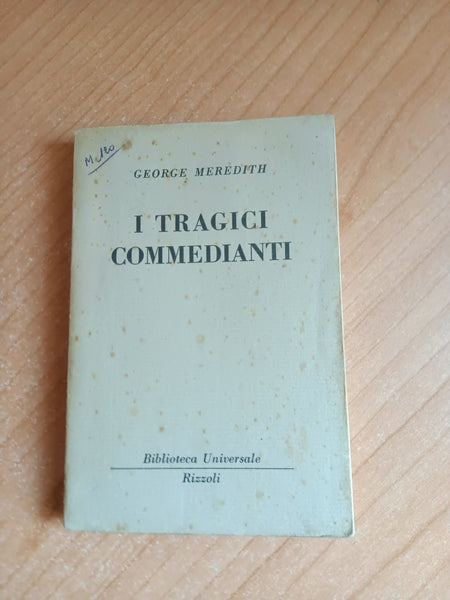 GEORGE MEREDITH
I TRAGICI
COMMEDIANTI
Biblioteca Universale
Rizzoli